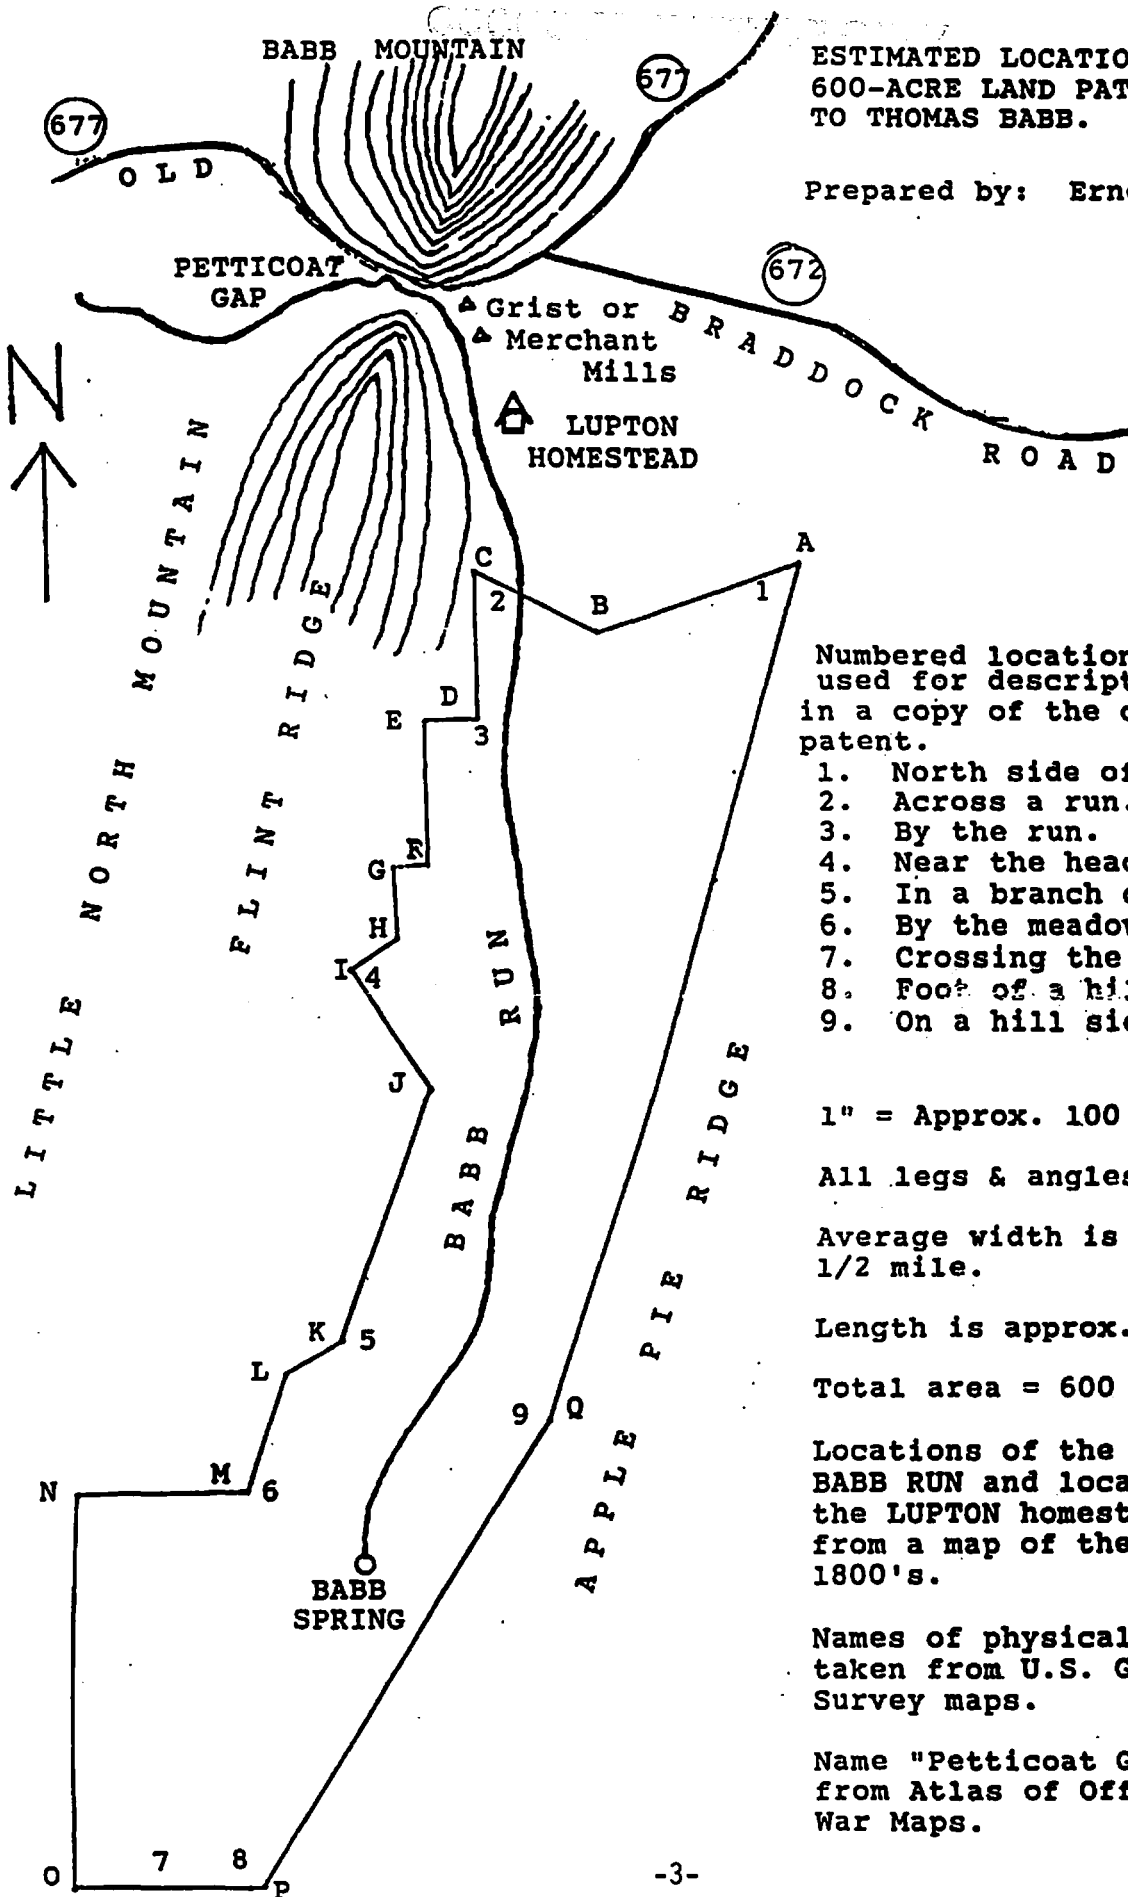 BABB MOUNTAIN
677
677
OLD
PETTICOAT
GAP
672
BRADDOCK
ROAD
Grist or
Merchant
Mills
LUPTON
HOMESTEAD
N
LITTLE NORTH MOUNTAIN
FLINT RIDGE
BABB RUN
APPLE PIE RIDGE
A
1
B
C
2
D
3
E
F
G
H
I
4
J
K
5
L
M
6
N
O
7
8
P
9
Q
BABB
SPRING
ESTIMATED LOCATIO
600-ACRE LAND PAT
TO THOMAS BABB.
Prepared by: Ern
Numbered location
used for descript
in a copy of the
patent.
1. North side of
2. Across a run.
3. By the run.
4. Near the head
5. In a branch
6. By the meadow
7. Crossing the
8. Foot of a hil
9. On a hill sid
1" = Approx. 100
All legs & angles
Average width is
1/2 mile.
Length is approx.
Total area = 600
Locations of the
BABB RUN and loca
the LUPTON homest
from a map of the
1800's.
Names of physical
taken from U.S. G
Survey maps.
Name "Petticoat G
from Atlas of Off
War Maps.
-3-